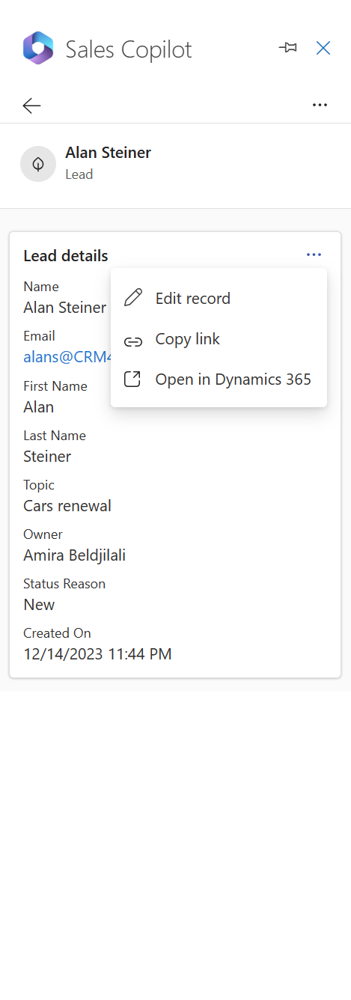 Sales Copilot
Alan Steiner
Lead
Lead details
Name
Alan Steiner
Edit record
Email
Copy link
alans@CRM
First Name
Open in Dynamics 365
Alan
Last Name
Steiner
Topic
Cars renewal
Owner
Amira Beldjilali
Status Reason
New
Created On
12/14/2023 11:44 PM